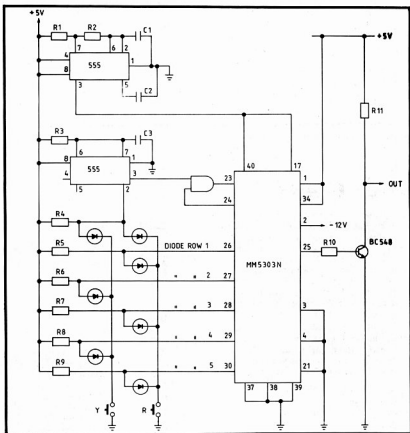 +5V
R1
R2
C1
7
6
2
4
8
555
1
3
5
C2
+5V
R3
C3
R11
6
7
8
555
1
4
3
5
2
40
17
23
24
1
34
OUT
2
-12V
R4
R5
DIODE ROW 1
26
25
R10
BC548
MM5303N
R6
" " 2
27
R7
" " 3
28
3
R8
" " 4
29
4
R9
" " 5
30
21
37
38
39
Y
R